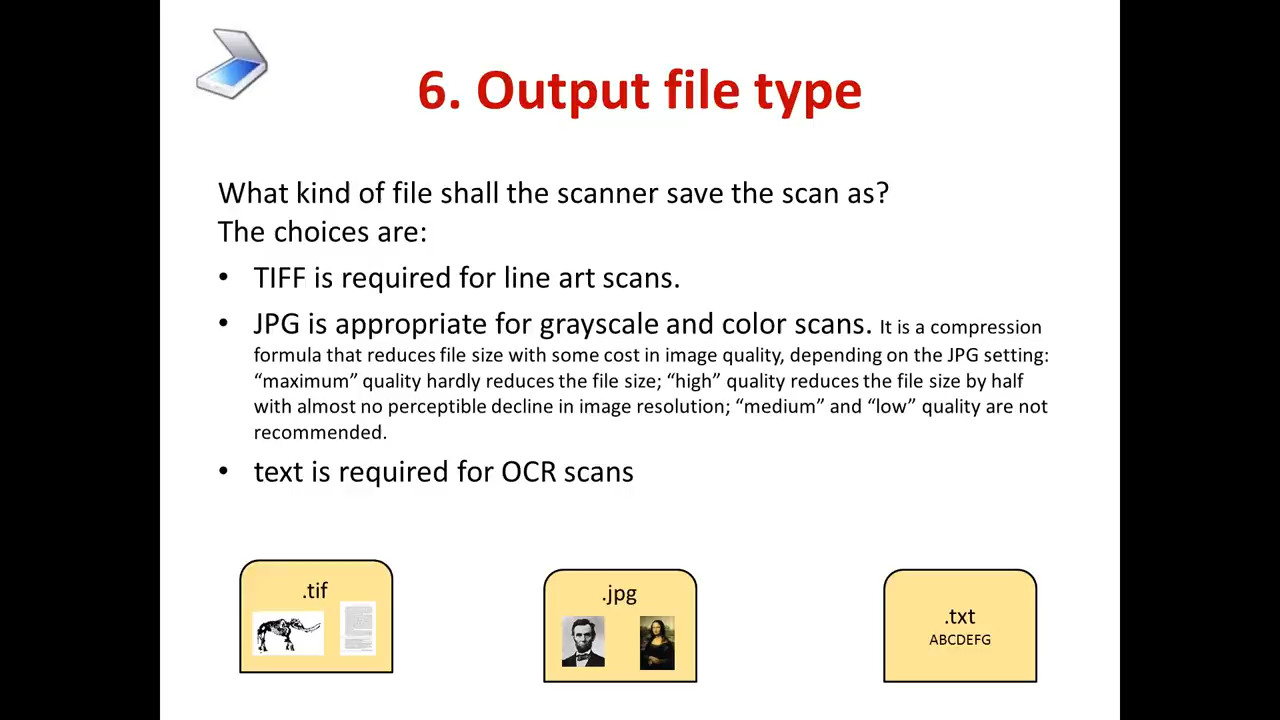 6. Output file type
What kind of file shall the scanner save the scan as?
The choices are:
• TIFF is required for line art scans.
• JPG is appropriate for grayscale and color scans. It is a compression
formula that reduces file size with some cost in image quality, depending on the JPG setting:
“maximum” quality hardly reduces the file size; “high” quality reduces the file size by half
with almost no perceptible decline in image resolution; “medium” and “low” quality are not
recommended.
• text is required for OCR scans
.tif
.jpg
.txt
ABCDEFG